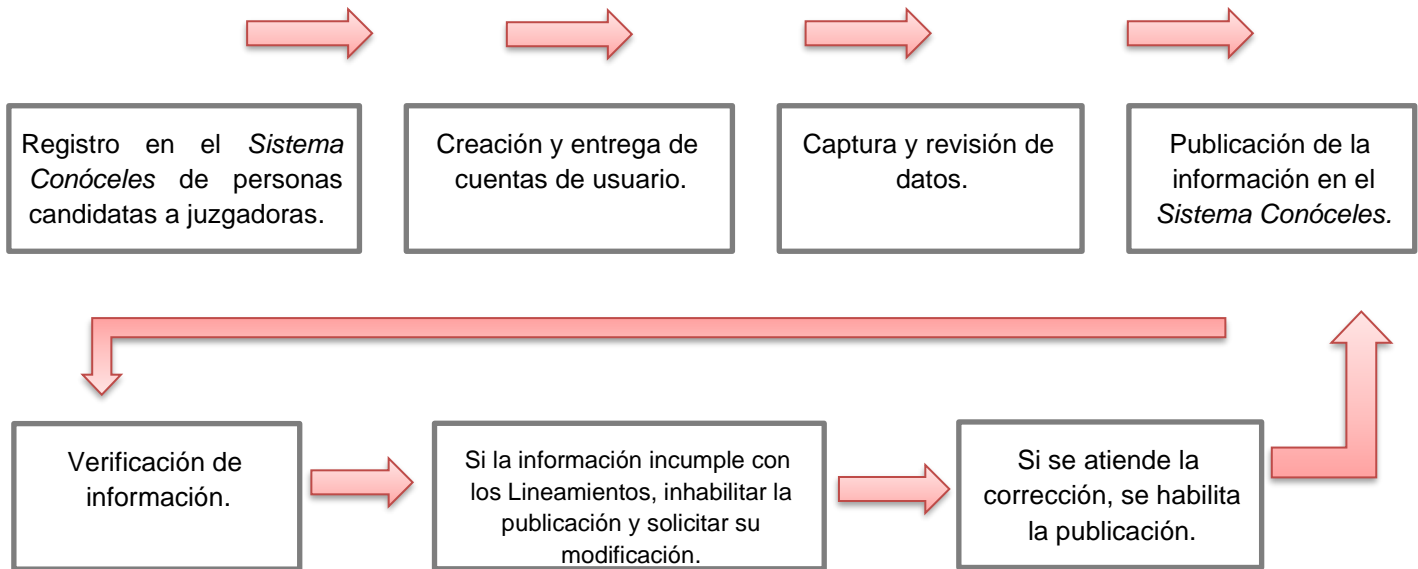 Registro en el Sistema
Conóceles de personas
candidatas a juzgadoras.
Creación y entrega de
cuentas de usuario.
Captura y revisión de
datos.
Publicación de la
información en el
Sistema Conóceles.
Verificación de
información.
Si la información incumple con
los Lineamientos, inhabilitar la
publicación y solicitar su
modificación.
Si se atiende la
corrección, se habilita
la publicación.